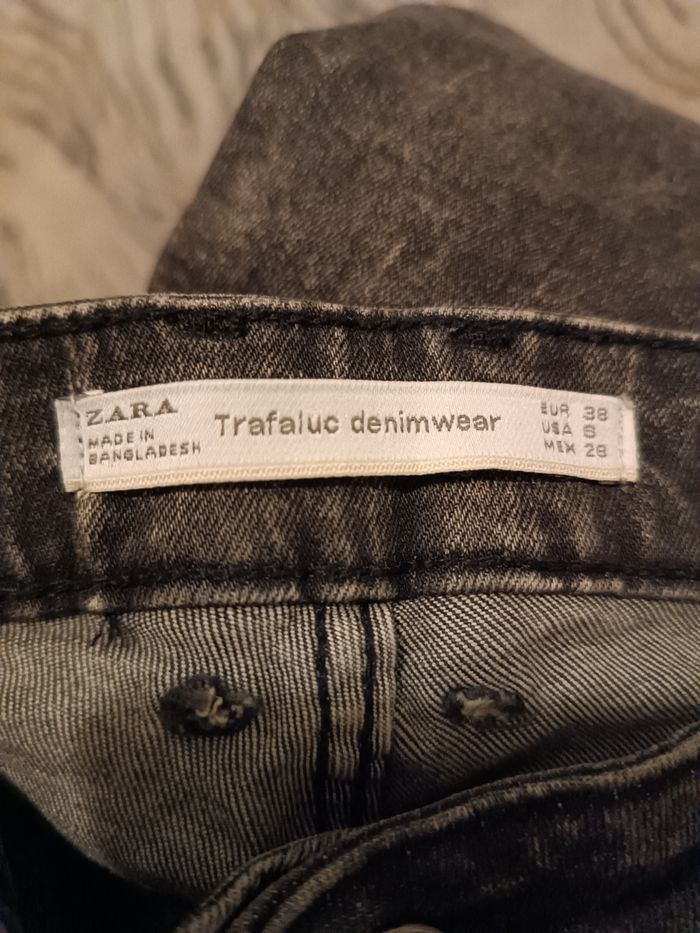 ZARA
MADE IN
BANGLADESH
Trafaluc denimwear
EUR 38
USA 6
MEX 28